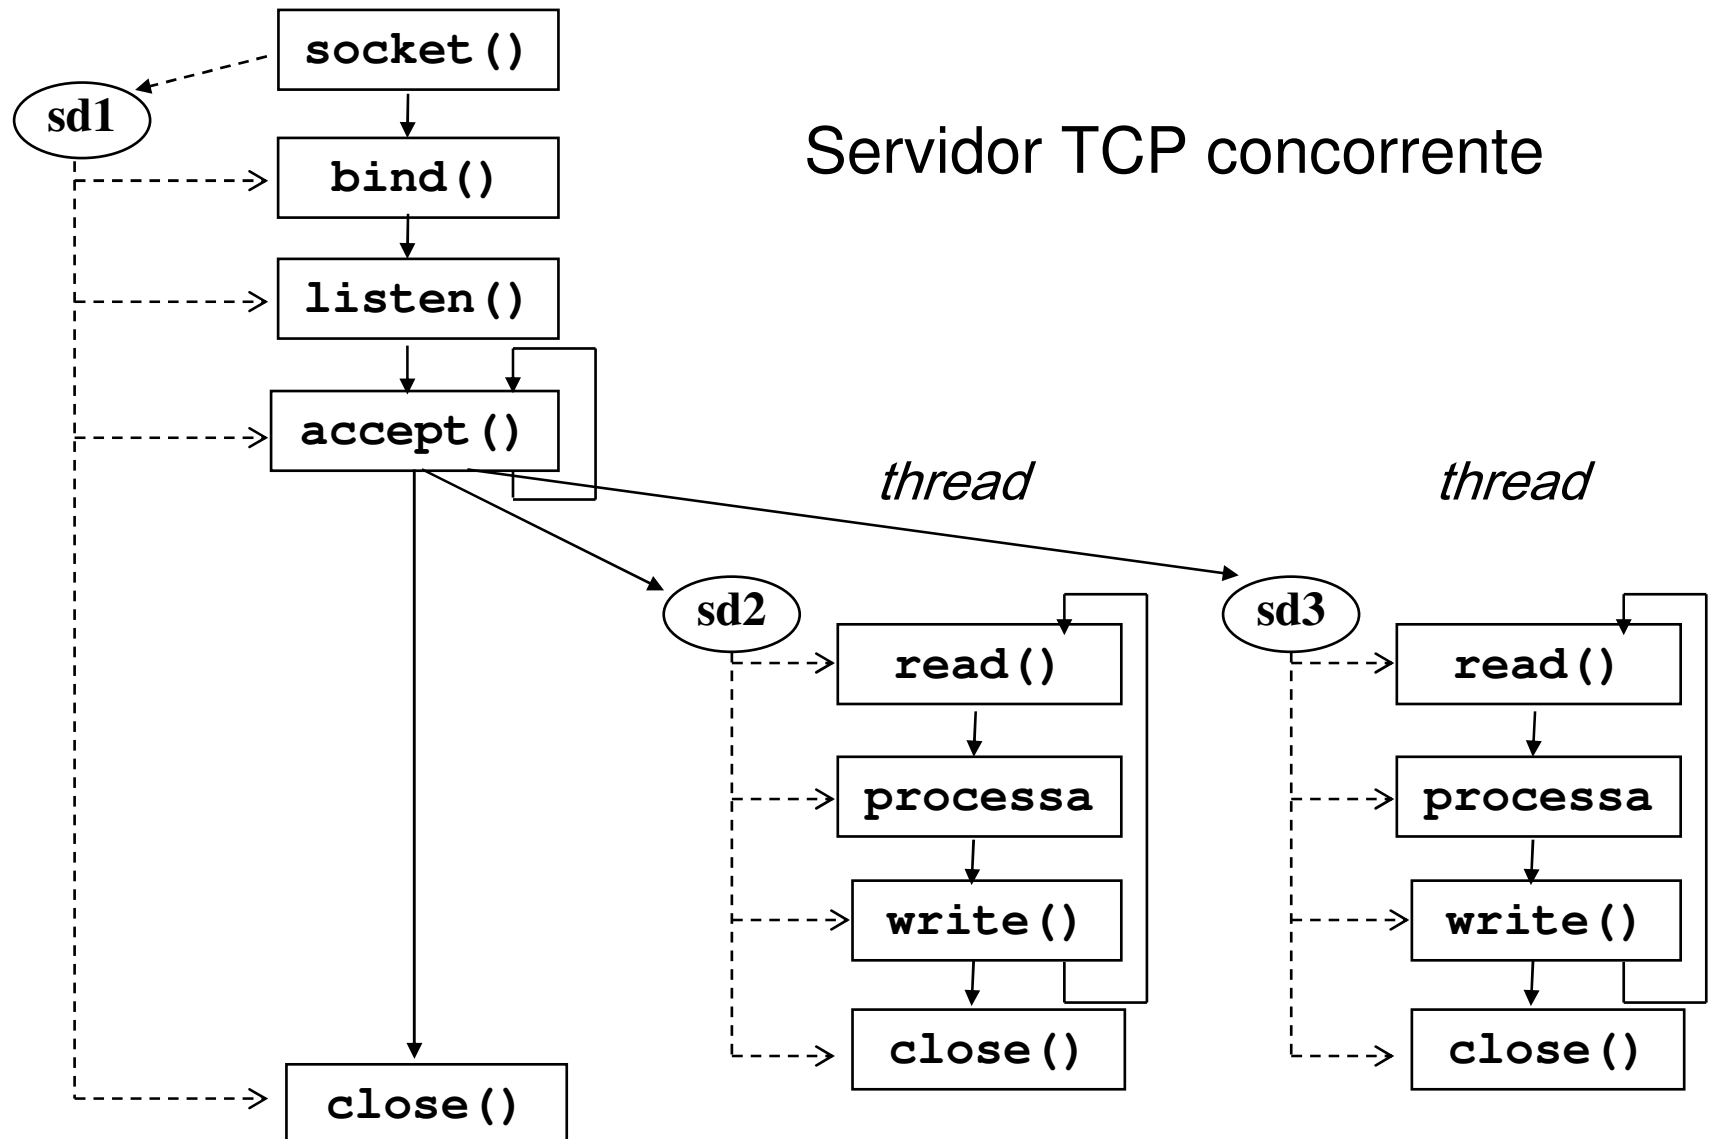 socket()
sd1
Servidor TCP concorrente
bind()
listen()
accept()
thread
thread
sd2
read()
processa
write()
close()
sd3
read()
processa
write()
close()
close()